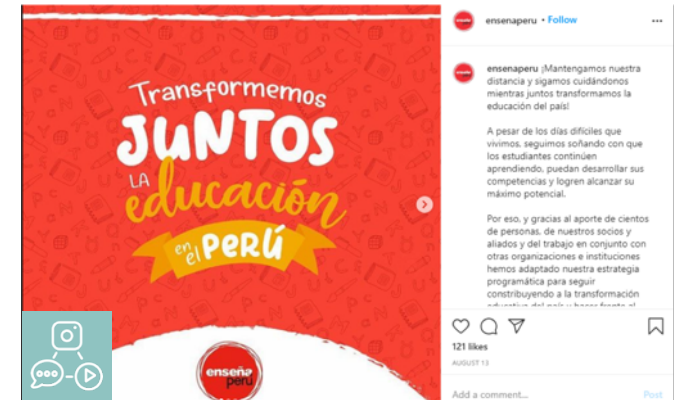 Transformemos
JUNTOS
LA
educación
en
el PERÚ
enseña
perú
ensenaperu • Follow
ensenaperu ¡Mantengamos nuestra
distancia y sigamos cuidándonos
mientras juntos transformamos la
educación del país!
A pesar de los días difíciles que
vivimos, seguimos soñando con que
los estudiantes continúen
aprendiendo, puedan desarrollar sus
competencias y logren alcanzar su
máximo potencial.
Por eso, y gracias al aporte de cientos
de personas, de nuestros socios y
aliados y del trabajo en conjunto con
otras organizaciones e instituciones
hemos adaptado nuestra estrategia
programática para seguir
constribuyendo a la transformación
121 likes
AUGUST 13
Add a comment...
Post